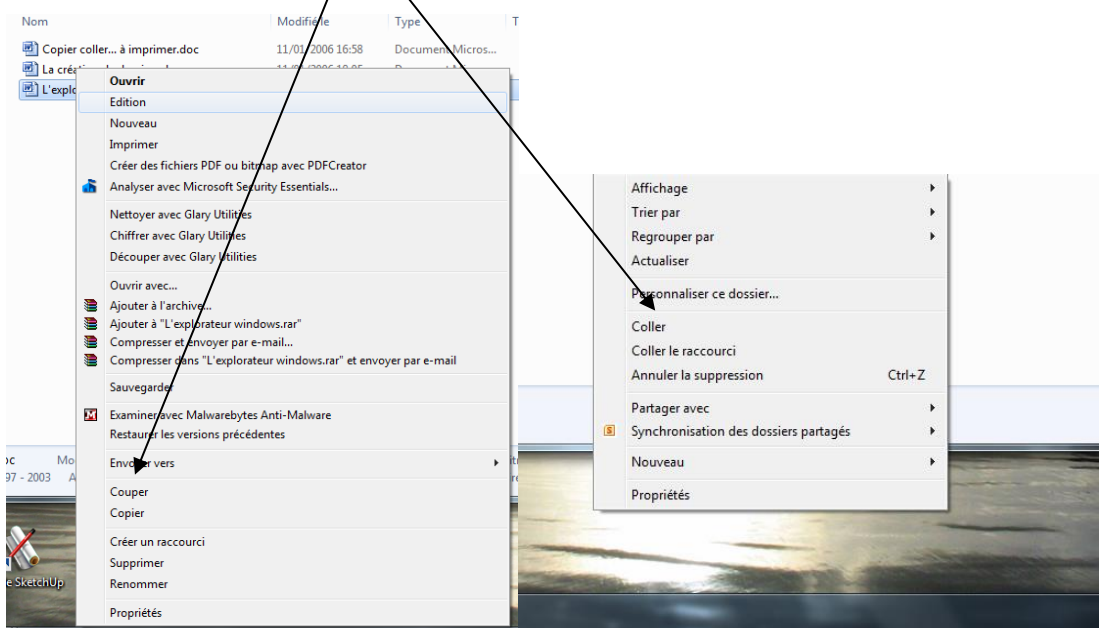 Nom Modifié le Type T
Copier coller... à imprimer.doc 11/01/2006 16:58 Document Micros...
La
L'explo
Ouvrir
Edition
Nouveau
Imprimer
Créer des fichiers PDF ou bitmap avec PDFCreator
Analyser avec Microsoft Security Essentials...
Nettoyer avec Glary Utilities
Chiffrer avec Glary Utilities
Découper avec Glary Utilities
Ouvrir avec...
Ajouter à l'archive...
Ajouter à "L'explorateur windows.rar"
Compresser et envoyer par e-mail...
Compresser dans "L'explorateur windows.rar" et envoyer par e-mail
Sauvegarder
Examiner avec Malwarebytes Anti-Malware
Restaurer les versions précédentes
Envoyer vers
Couper
Copier
Créer un raccourci
Supprimer
Renommer
Propriétés
oc Mo
97 - 2003 A
e SketchUp
Affichage
Trier par
Regrouper par
Actualiser
Personnaliser ce dossier...
Coller
Coller le raccourci
Annuler la suppression Ctrl+Z
Partager avec
Synchronisation des dossiers partagés
Nouveau
Propriétés